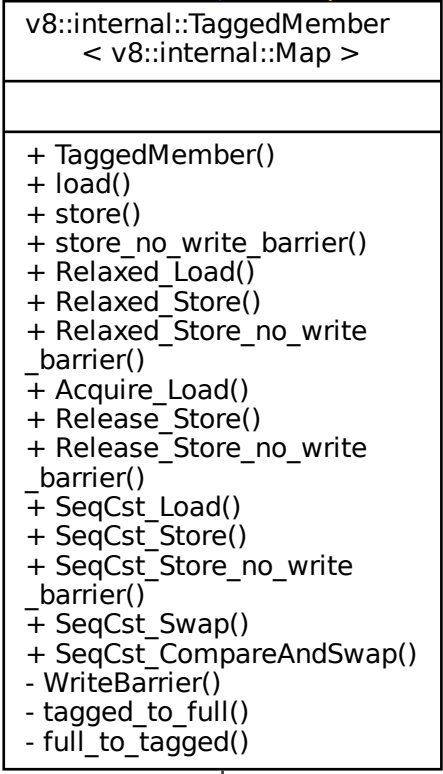 v8::internal::TaggedMember
< v8::internal::Map >
+ TaggedMember()
+ load()
+ store()
+ store_no_write_barrier()
+ Relaxed_Load()
+ Relaxed_Store()
+ Relaxed_Store_no_write
_barrier()
+ Acquire_Load()
+ Release_Store()
+ Release_Store_no_write
_barrier()
+ SeqCst_Load()
+ SeqCst_Store()
+ SeqCst_Store_no_write
_barrier()
+ SeqCst_Swap()
+ SeqCst_CompareAndSwap()
- WriteBarrier()
- tagged_to_full()
- full_to_tagged()